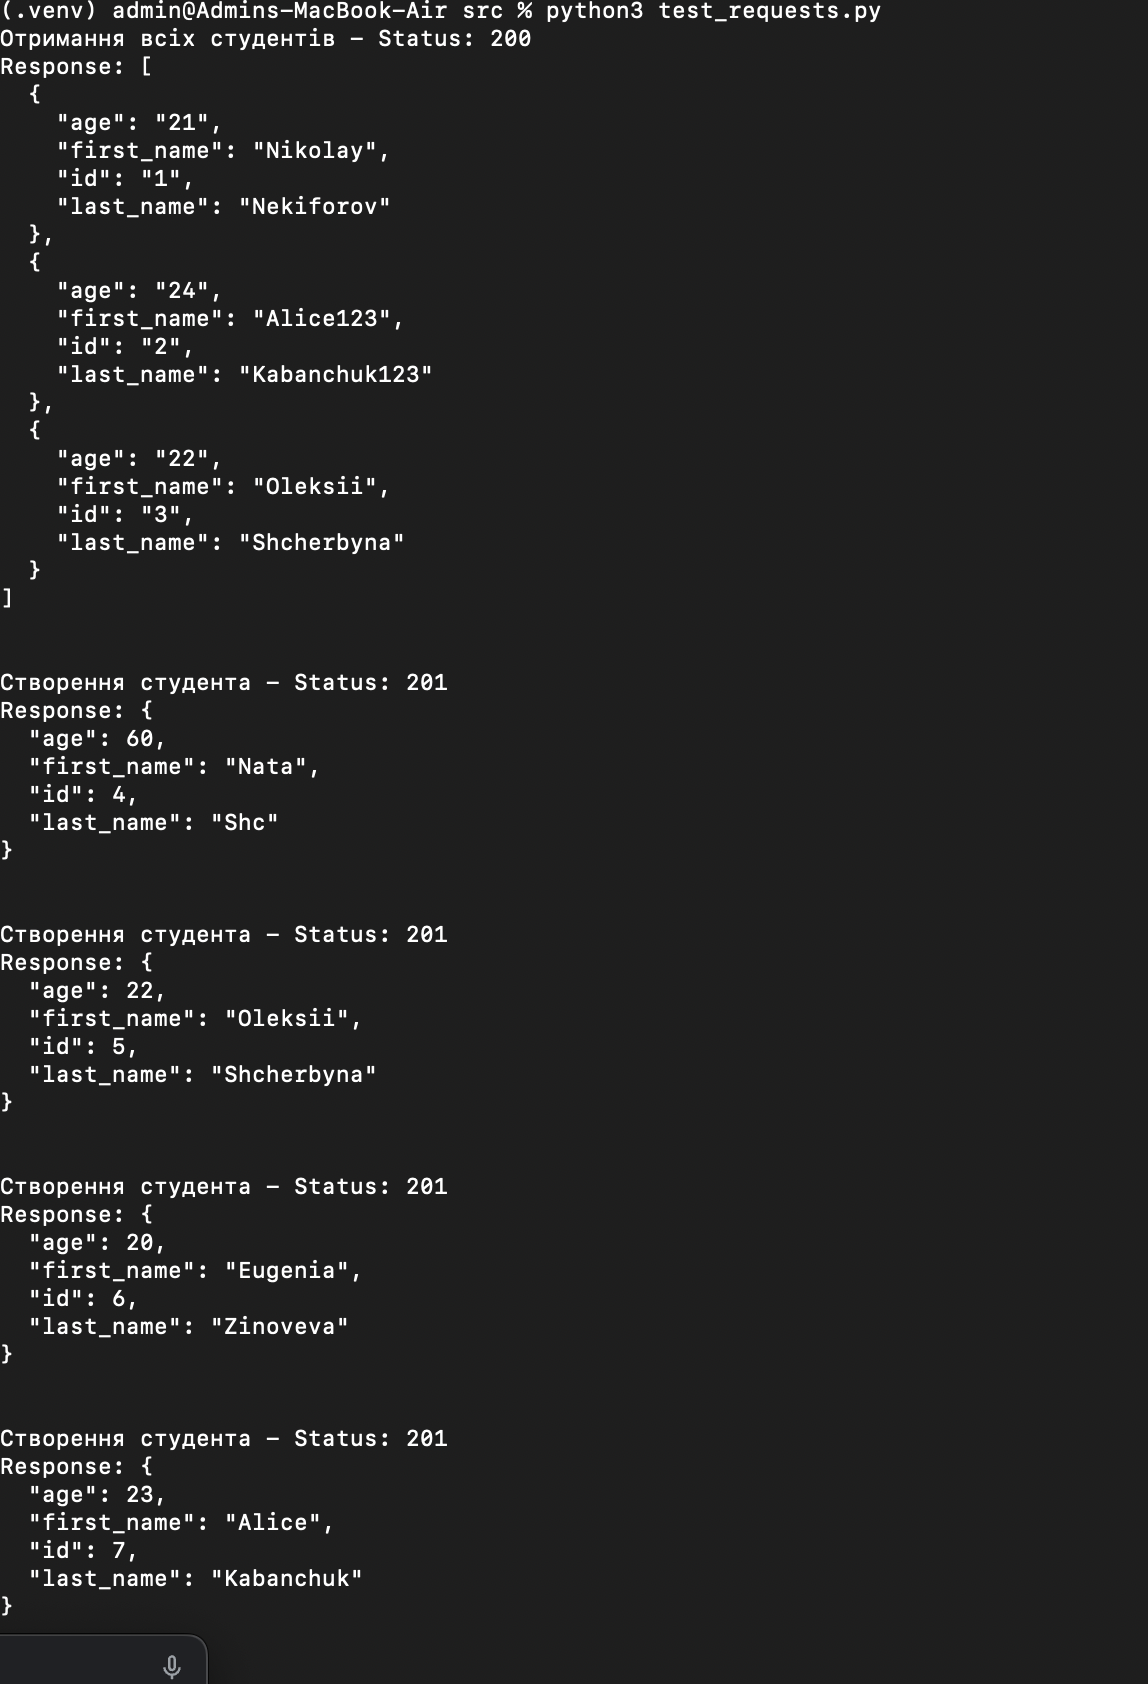 (.venv) admin@Admins-MacBook-Air src % python3 test_requests.py
Отримання всіх студентів – Status: 200
Response: [
  {
    "age": "21",
    "first_name": "Nikolay",
    "id": "1",
    "last_name": "Nekiforov"
  },
  {
    "age": "24",
    "first_name": "Alice123",
    "id": "2",
    "last_name": "Kabanchuk123"
  },
  {
    "age": "22",
    "first_name": "Oleksii",
    "id": "3",
    "last_name": "Shcherbyna"
  }
]
Створення студента – Status: 201
Response: {
  "age": 60,
  "first_name": "Nata",
  "id": 4,
  "last_name": "Shc"
}
Створення студента – Status: 201
Response: {
  "age": 22,
  "first_name": "Oleksii",
  "id": 5,
  "last_name": "Shcherbyna"
}
Створення студента – Status: 201
Response: {
  "age": 20,
  "first_name": "Eugenia",
  "id": 6,
  "last_name": "Zinoveva"
}
Створення студента – Status: 201
Response: {
  "age": 23,
  "first_name": "Alice",
  "id": 7,
  "last_name": "Kabanchuk"
}